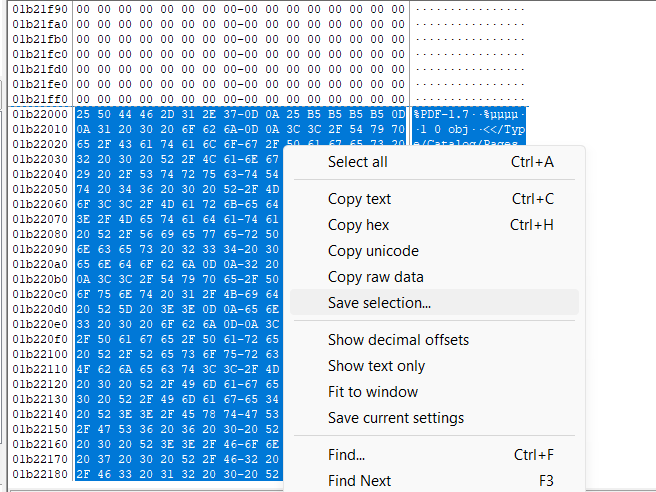 01b21f90 00 00 00 00 00 00 00 00-00 00 00 00 00 00 00 00 ................
01b21fa0 00 00 00 00 00 00 00 00-00 00 00 00 00 00 00 00 ................
01b21fb0 00 00 00 00 00 00 00 00-00 00 00 00 00 00 00 00 ................
01b21fc0 00 00 00 00 00 00 00 00-00 00 00 00 00 00 00 00 ................
01b21fd0 00 00 00 00 00 00 00 00-00 00 00 00 00 00 00 00 ................
01b21fe0 00 00 00 00 00 00 00 00-00 00 00 00 00 00 00 00 ................
01b21ff0 00 00 00 00 00 00 00 00-00 00 00 00 00 00 00 00 ................
01b22000 25 50 44 46 2D 31 2E 37-0D 0A 25 B5 B5 B5 B5 0D %PDF-1.7··%µµµµ·
01b22010 0A 31 20 30 20 6F 62 6A-0D 0A 3C 3C 2F 54 79 70 ·1 0 obj··<</Typ
01b22020 65 2F 43 61 74 61 6C 6F-67 2F 50 61 67 65 73 20 e/Catalog/Pages
01b22030 32 20 30 20 52 2F 4C 61-6E 67
01b22040 29 20 2F 53 74 72 75 63-74 54
01b22050 74 20 34 36 20 30 20 52-2F 4D
01b22060 6F 3C 3C 2F 4D 61 72 6B-65 64
01b22070 3E 2F 4D 65 74 61 64 61-74 61
01b22080 20 52 2F 56 69 65 77 65-72 50
01b22090 6E 63 65 73 20 32 33 34-20 30
01b220a0 65 6E 64 6F 62 6A 0D 0A-32 20
01b220b0 0A 3C 3C 2F 54 79 70 65-2F 50
01b220c0 6F 75 6E 74 20 31 2F 4B-69 64
01b220d0 20 52 5D 20 3E 3E 0D 0A-65 6E
01b220e0 33 20 30 20 6F 62 6A 0D-0A 3C
01b220f0 2F 50 61 67 65 2F 50 61-72 65
01b22100 20 52 2F 52 65 73 6F 75-72 63
01b22110 4F 62 6A 65 63 74 3C 3C-2F 4D
01b22120 20 30 20 52 2F 49 6D 61-67 65
01b22130 30 20 52 2F 49 6D 61 67-65 34
01b22140 20 52 3E 3E 2F 45 78 74-47 53
01b22150 2F 47 53 36 20 36 20 30-20 52
01b22160 20 30 20 52 3E 3E 2F 46-6F 6E
01b22170 20 37 20 30 20 52 2F 46-32 20
01b22180 2F 46 33 20 31 32 20 30-20 52
Select all Ctrl+A
Copy text Ctrl+C
Copy hex Ctrl+H
Copy unicode
Copy raw data
Save selection...
Show decimal offsets
Show text only
Fit to window
Save current settings
Find... Ctrl+F
Find Next F3